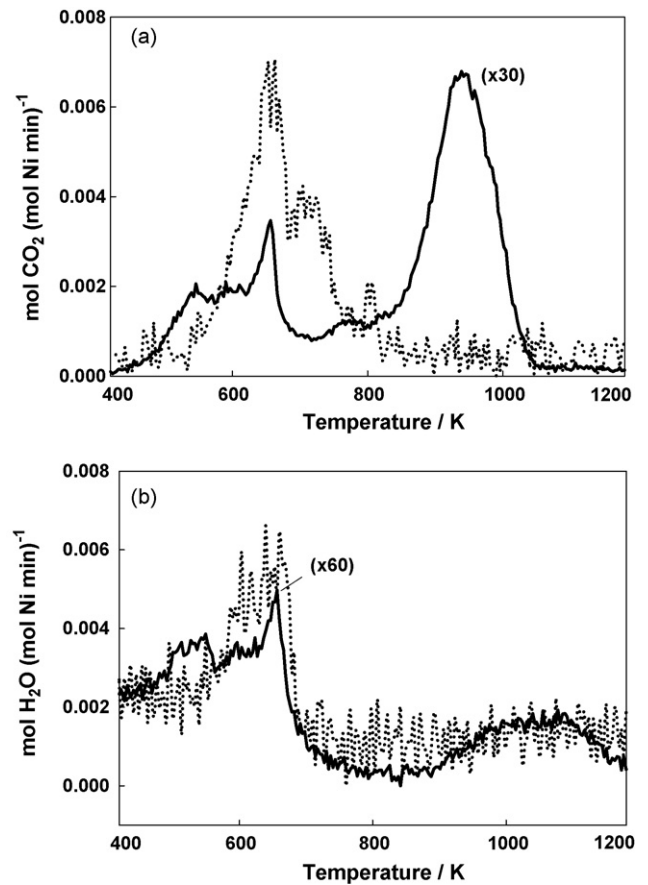 (a)
(x30)
mol CO₂ (mol Ni min)⁻¹
0.008
0.006
0.004
0.002
0.000
400 600 800 1000 1200
Temperature / K
(b)
(x60)
mol H₂O (mol Ni min)⁻¹
0.008
0.006
0.004
0.002
0.000
400 600 800 1000 1200
Temperature / K